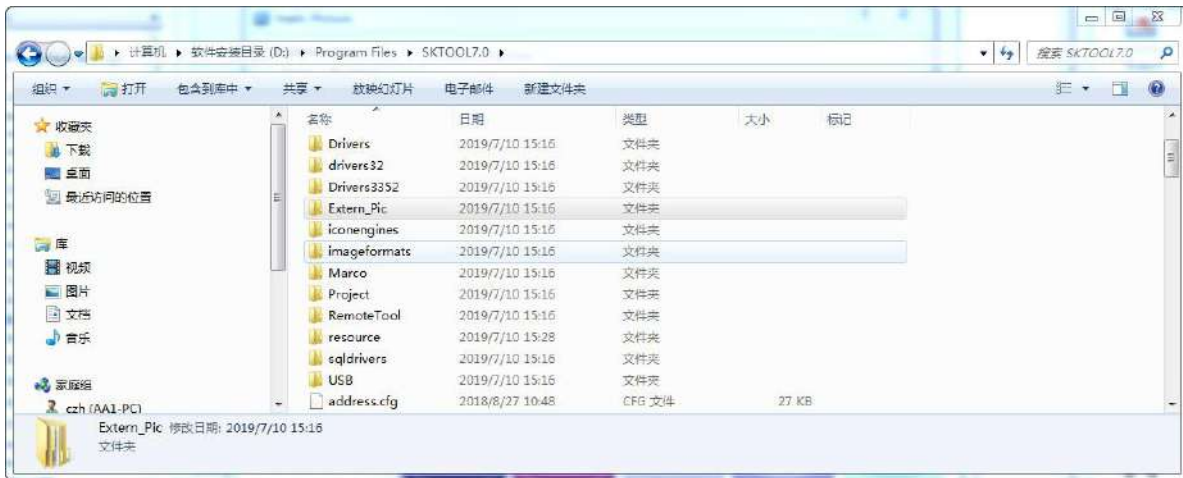 计算机 ▸ 软件安装目录 (D:) ▸ Program Files ▸ SKTOOL7.0 ▸
搜索 SKTOOL7.0
组织 打开 包含到库中 共享 放映幻灯片 电子邮件 新建文件夹
收藏夹
下载
桌面
最近访问的位置
库
视频
图片
文档
音乐
家庭组
czh (AA1-PC)
名称 日期 类型 大小 标记
Drivers 2019/7/10 15:16 文件夹
drivers32 2019/7/10 15:16 文件夹
Drivers3352 2019/7/10 15:16 文件夹
Extern_Pic 2019/7/10 15:16 文件夹
iconengines 2019/7/10 15:16 文件夹
imageformats 2019/7/10 15:16 文件夹
Marco 2019/7/10 15:16 文件夹
Project 2019/7/10 15:16 文件夹
RemoteTool 2019/7/10 15:16 文件夹
resource 2019/7/10 15:28 文件夹
sqldrivers 2019/7/10 15:16 文件夹
USB 2019/7/10 15:16 文件夹
address.cfg 2018/8/27 10:48 CFG 文件 27 KB
Extern_Pic 修改日期: 2019/7/10 15:16
文件夹